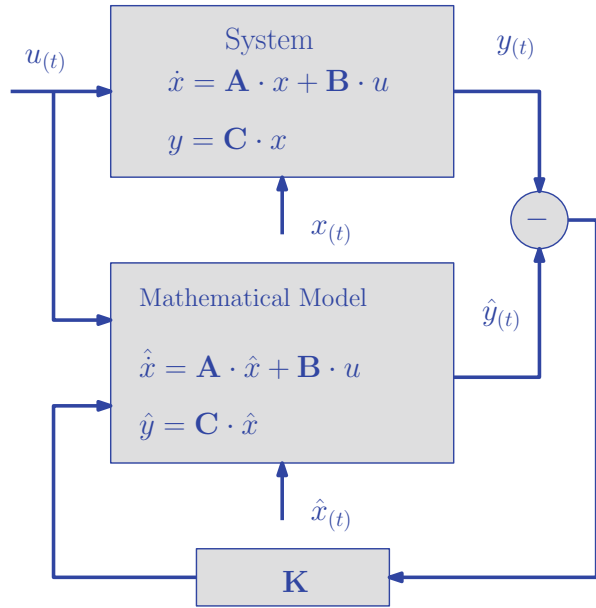 System
u₍ₜ₎
y₍ₜ₎
ẋ = A · x + B · u
y = C · x
x₍ₜ₎
−
Mathematical Model
ŷ₍ₜ₎
ẋ̂ = A · x̂ + B · u
ŷ = C · x̂
x̂₍ₜ₎
K